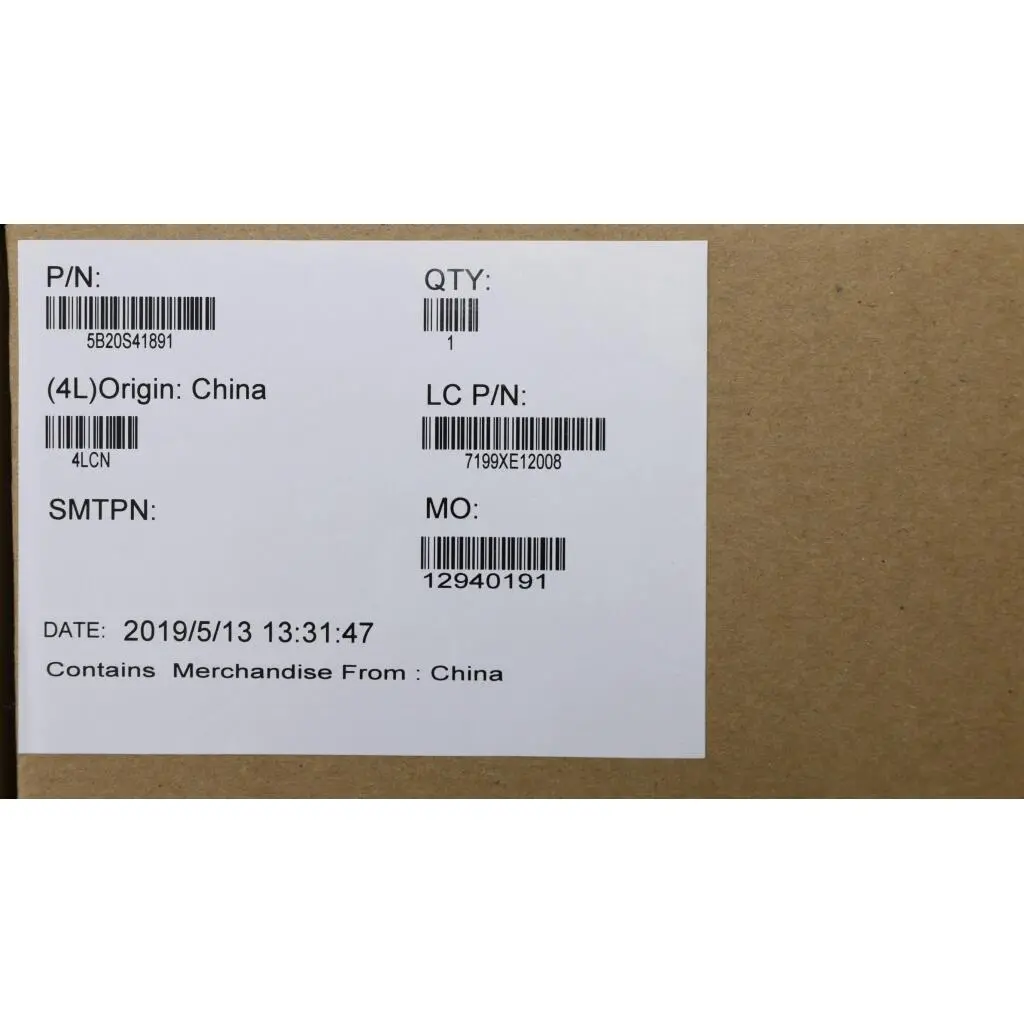 P/N:
5B20S41891
QTY:
1
(4L)Origin: China
4LCN
LC P/N:
7199XE12008
SMTPN:
MO:
12940191
DATE: 2019/5/13 13:31:47
Contains Merchandise From : China